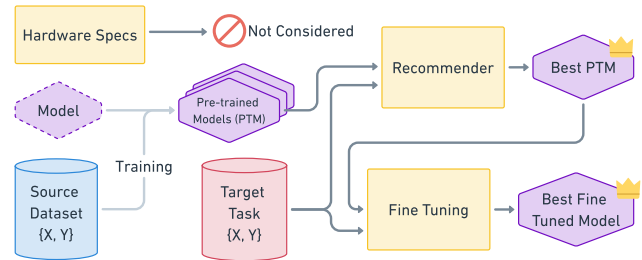 Hardware Specs
Not Considered
Recommender
Best PTM
Model
Pre-trained
Models (PTM)
Training
Source
Dataset
{X, Y}
Target
Task
{X, Y}
Fine Tuning
Best Fine
Tuned Model